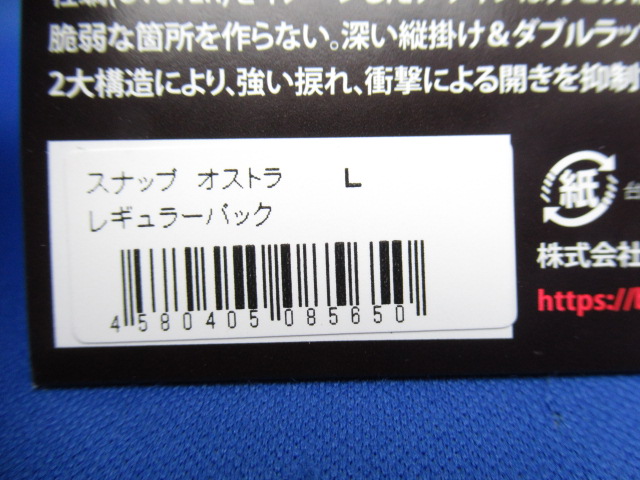 脆弱な箇所を作らない。深い縦掛け&ダブルラッ
2大構造により、強い捩れ、衝撃による開きを抑制
スナップ オストラ L
レギュラーパック
4580405085650
紙
台
株式会社
https://